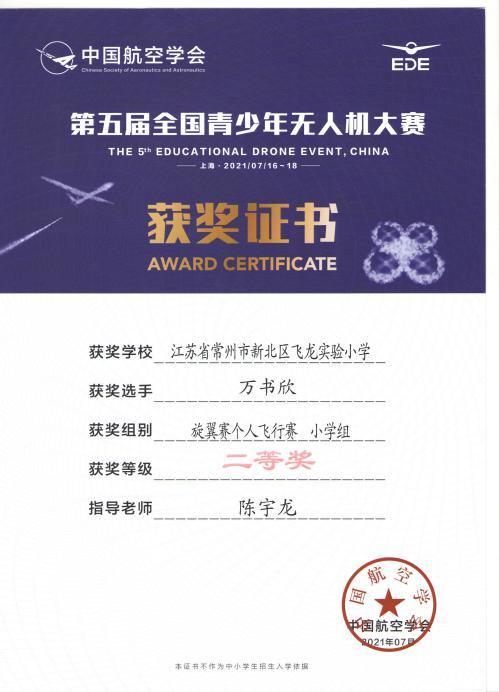 中国航空学会
Chinese Society of Aeronautics and Astronautics
EDE
第五届全国青少年无人机大赛
THE 5th EDUCATIONAL DRONE EVENT, CHINA
上海·2021/07/16~18
获奖证书
AWARD CERTIFICATE
获奖学校 江苏省常州市新北区飞龙实验小学
获奖选手 万书欣
获奖组别 旋翼赛个人飞行赛 小学组
获奖等级 二等奖
指导老师 陈宇龙
中国航空学会
中国航空学会
2021年07月
本证书不作为中小学生招生入学依据